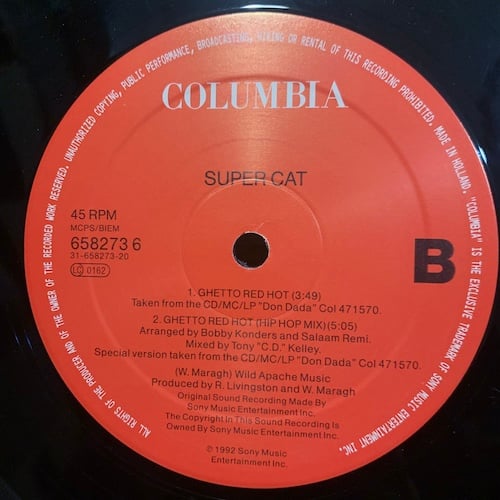 COLUMBIA
SUPER CAT
45 RPM
MCPS/BIEM
658273 6
31-658273-20
LC 0162
B
1. GHETTO RED HOT (3:49)
Taken from the CD/MC/LP "Don Dada" Col 471570.
2. GHETTO RED HOT (HIP HOP MIX) (5:05)
Arranged by Bobby Konders and Salaam Remi.
Mixed by Tony "C.D." Kelley.
Special version taken from the CD/MC/LP "Don Dada" Col 471570.
(W. Maragh) Wild Apache Music
Produced by R. Livingston and W. Maragh
Original Sound Recording Made By
Sony Music Entertainment Inc.
The Copyright in This Sound Recording is
Owned By Sony Music Entertainment Inc.
© 1992 Sony Music
Entertainment Inc.
ALL RIGHTS OF THE PRODUCER AND OF THE OWNER OF THE RECORDED WORK RESERVED. UNAUTHORIZED COPYING, PUBLIC PERFORMANCE, BROADCASTING, HIRING OR RENTAL OF THIS RECORDING PROHIBITED. MADE IN HOLLAND. "COLUMBIA" IS THE EXCLUSIVE TRADEMARK OF SONY MUSIC ENTERTAINMENT INC.